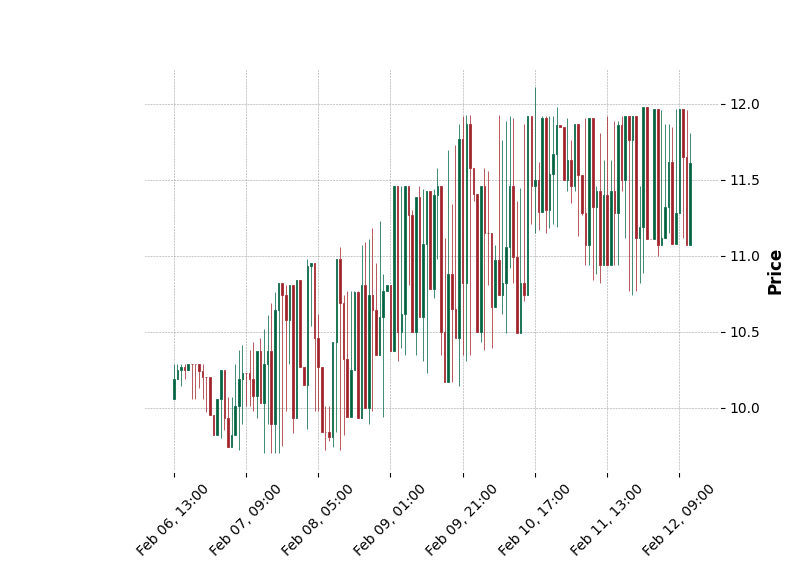 12.0
11.5
11.0
10.5
10.0
Price
Feb 06, 13:00
Feb 07, 09:00
Feb 08, 05:00
Feb 09, 01:00
Feb 09, 21:00
Feb 10, 17:00
Feb 11, 13:00
Feb 12, 09:00